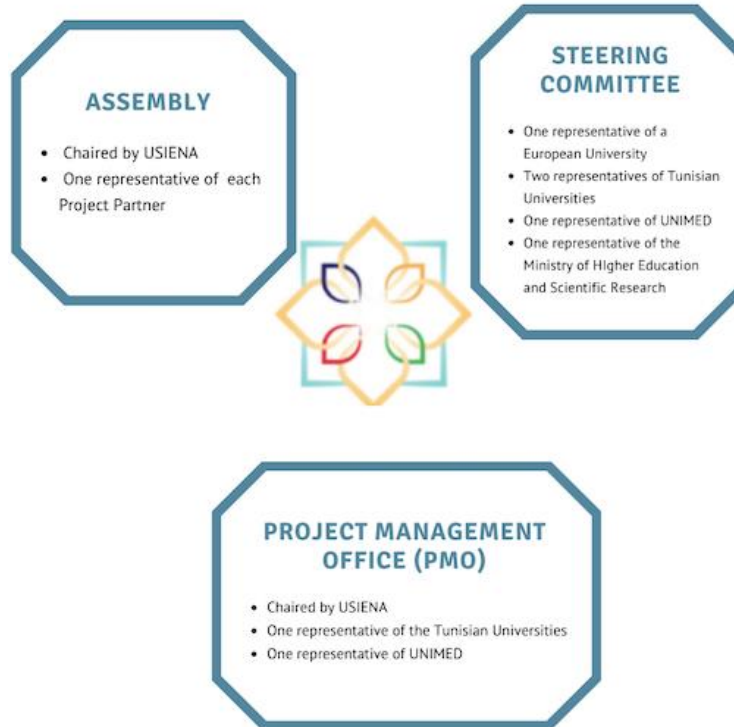 ASSEMBLY
• Chaired by USIENA
• One representative of each
Project Partner
STEERING
COMMITTEE
• One representative of a
European University
• Two representatives of Tunisian
Universities
• One representative of UNIMED
• One representative of the
Ministry of HIgher Education
and Scientific Research
PROJECT MANAGEMENT
OFFICE (PMO)
• Chaired by USIENA
• One representative of the Tunisian Universities
• One representative of UNIMED